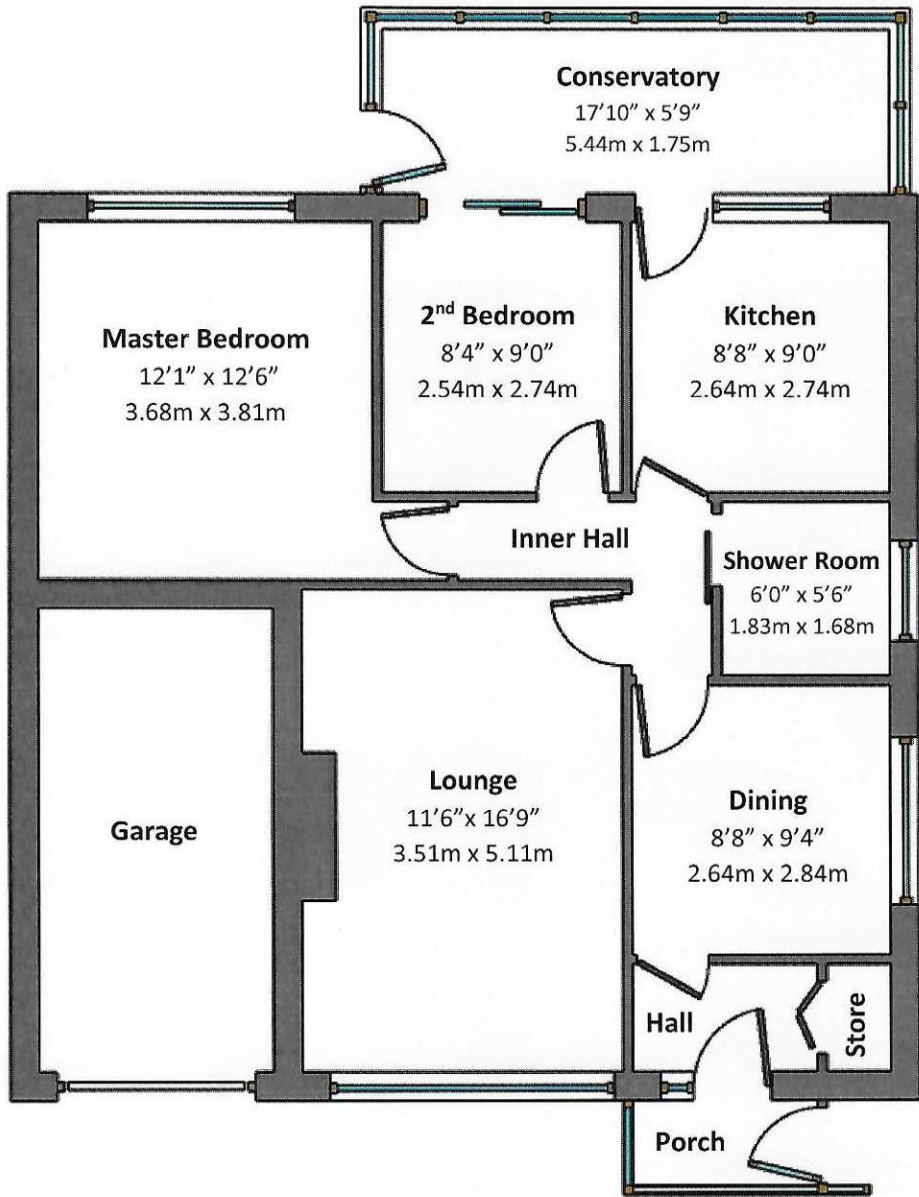 Conservatory
17’10” x 5’9”
5.44m x 1.75m
Master Bedroom
12’1” x 12’6”
3.68m x 3.81m
2nd Bedroom
8’4” x 9’0”
2.54m x 2.74m
Kitchen
8’8” x 9’0”
2.64m x 2.74m
Inner Hall
Shower Room
6’0” x 5’6”
1.83m x 1.68m
Lounge
11’6”x 16’9”
3.51m x 5.11m
Garage
Dining
8’8” x 9’4”
2.64m x 2.84m
Hall
Store
Porch